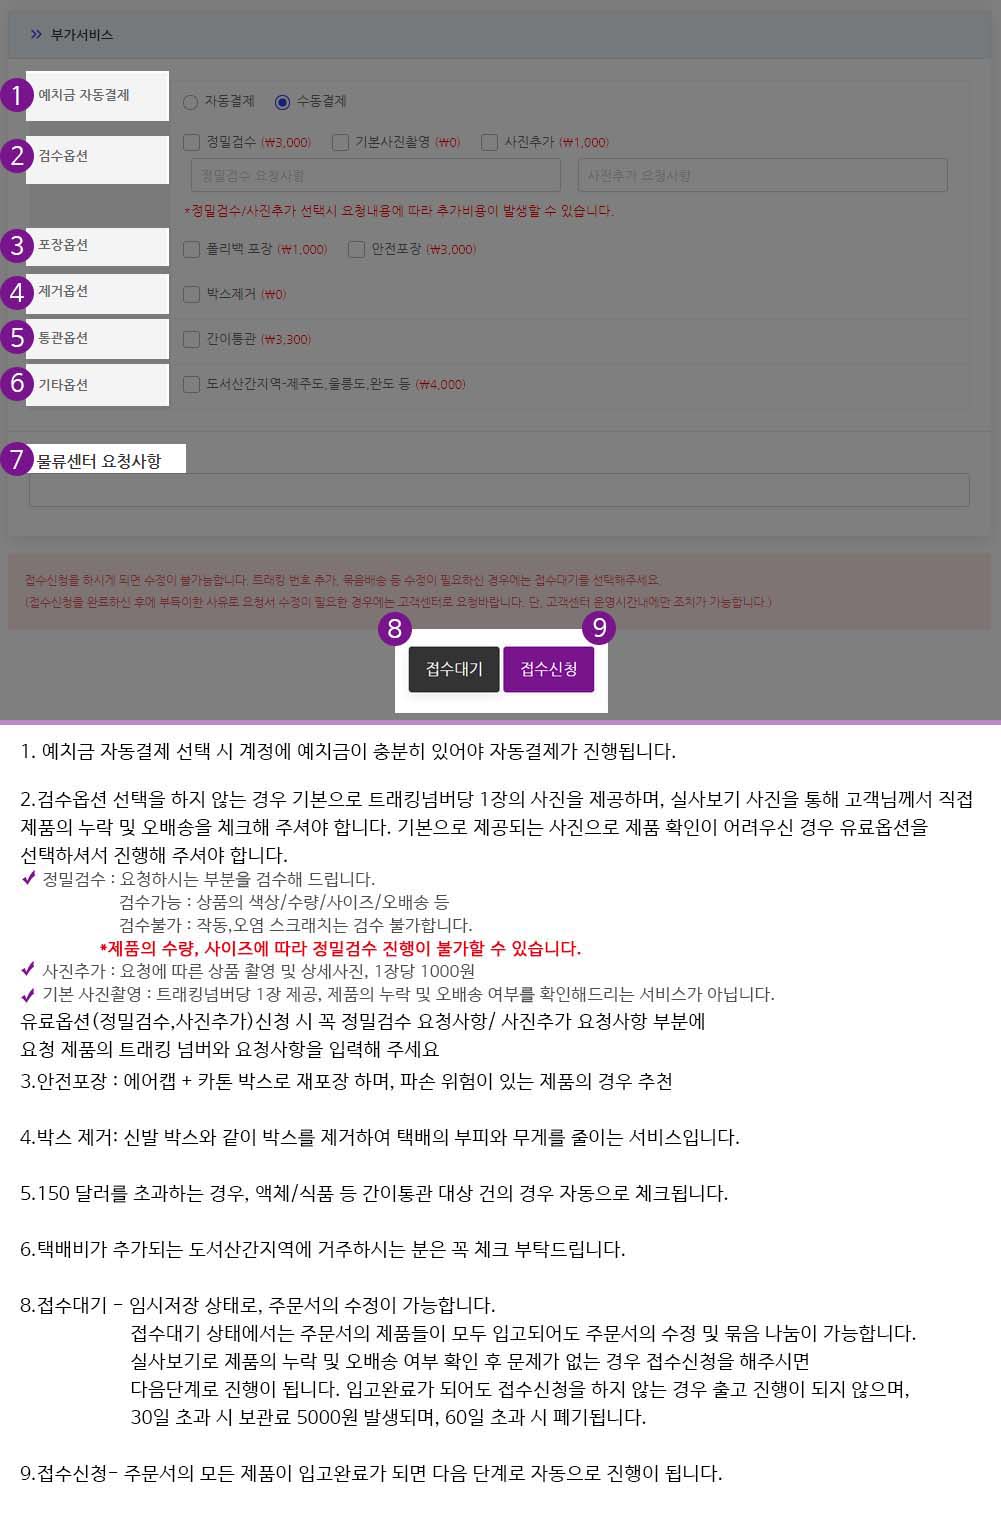 » 부가서비스
1 예치금 자동결제 자동결제 수동결제
2 검수옵션 정밀검수 (₩3,000) 기본사진촬영 (₩0) 사진추가 (₩1,000)
정밀검수 요청사항 사진추가 요청사항
*정밀검수/사진추가 선택시 요청내용에 따라 추가비용이 발생할 수 있습니다.
3 포장옵션 폴리백 포장 (₩1,000) 안전포장 (₩3,000)
4 제거옵션 박스제거 (₩0)
5 통관옵션 간이통관 (₩3,300)
6 기타옵션 도서산간지역-제주도,울릉도,완도 등 (₩4,000)
7 물류센터 요청사항
접수신청을 하시게 되면 수정이 불가능합니다. 트래킹 번호 추가, 묶음배송 등 수정이 필요하신 경우에는 접수대기를 선택해주세요.
(접수신청을 완료하신 후에 부득이한 사유로 요청서 수정이 필요한 경우에는 고객센터로 요청바랍니다. 단, 고객센터 운영시간내에만 조치가 가능합니다.)
8 9
접수대기 접수신청
1. 예치금 자동결제 선택 시 계정에 예치금이 충분히 있어야 자동결제가 진행됩니다.
2.검수옵션 선택을 하지 않는 경우 기본으로 트래킹넘버당 1장의 사진을 제공하며, 실사보기 사진을 통해 고객님께서 직접
제품의 누락 및 오배송을 체크해 주셔야 합니다. 기본으로 제공되는 사진으로 제품 확인이 어려우신 경우 유료옵션을
선택하셔서 진행해 주셔야 합니다.
정밀검수 : 요청하시는 부분을 검수해 드립니다.
검수가능 : 상품의 색상/수량/사이즈/오배송 등
검수불가 : 작동,오염 스크래치는 검수 불가합니다.
*제품의 수량, 사이즈에 따라 정밀검수 진행이 불가할 수 있습니다.
사진추가 : 요청에 따른 상품 촬영 및 상세사진, 1장당 1000원
기본 사진촬영 : 트래킹넘버당 1장 제공, 제품의 누락 및 오배송 여부를 확인해드리는 서비스가 아닙니다.
유료옵션(정밀검수,사진추가)신청 시 꼭 정밀검수 요청사항/ 사진추가 요청사항 부분에
요청 제품의 트래킹 넘버와 요청사항을 입력해 주세요
3.안전포장 : 에어캡 + 카톤 박스로 재포장 하며, 파손 위험이 있는 제품의 경우 추천
4.박스 제거: 신발 박스와 같이 박스를 제거하여 택배의 부피와 무게를 줄이는 서비스입니다.
5.150 달러를 초과하는 경우, 액체/식품 등 간이통관 대상 건의 경우 자동으로 체크됩니다.
6.택배비가 추가되는 도서산간지역에 거주하시는 분은 꼭 체크 부탁드립니다.
8.접수대기 - 임시저장 상태로, 주문서의 수정이 가능합니다.
접수대기 상태에서는 주문서의 제품들이 모두 입고되어도 주문서의 수정 및 묶음 나눔이 가능합니다.
실사보기로 제품의 누락 및 오배송 여부 확인 후 문제가 없는 경우 접수신청을 해주시면
다음단계로 진행이 됩니다. 입고완료가 되어도 접수신청을 하지 않는 경우 출고 진행이 되지 않으며,
30일 초과 시 보관료 5000원 발생되며, 60일 초과 시 폐기됩니다.
9.접수신청- 주문서의 모든 제품이 입고완료가 되면 다음 단계로 자동으로 진행이 됩니다.